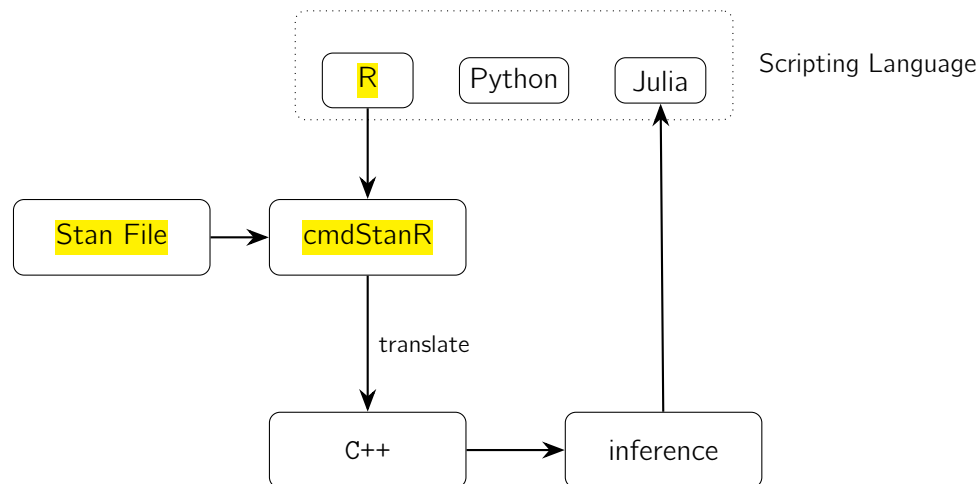 Scripting Language
R
Python
Julia
Stan File
cmdStanR
translate
C++
inference